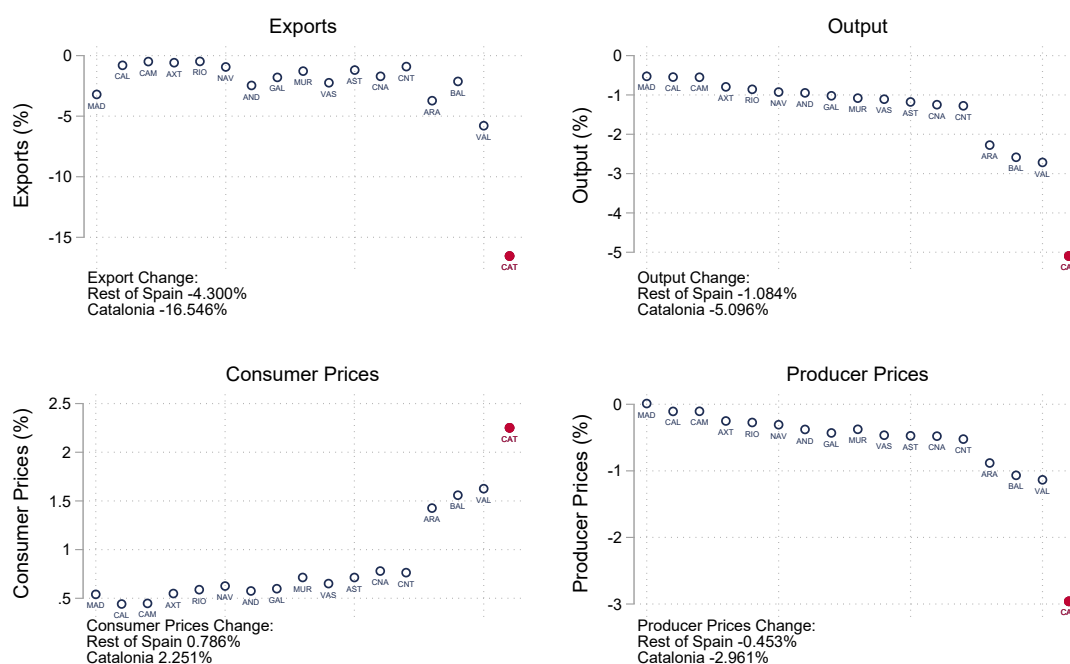 Exports
Exports (%)
0
-5
-10
-15
MAD
CAL
CAM
AXT
RIO
NAV
AND
GAL
MUR
VAS
AST
CNA
CNT
ARA
BAL
VAL
CAT
Export Change:
Rest of Spain -4.300%
Catalonia -16.546%
Output
Output (%)
0
-1
-2
-3
-4
-5
MAD
CAL
CAM
AXT
RIO
NAV
AND
GAL
MUR
VAS
AST
CNA
CNT
ARA
BAL
VAL
CA
Output Change:
Rest of Spain -1.084%
Catalonia -5.096%
Consumer Prices
Consumer Prices (%)
2.5
2
1.5
1
.5
MAD
CAL
CAM
AXT
RIO
NAV
AND
GAL
MUR
VAS
AST
CNA
CNT
ARA
BAL
VAL
CAT
Consumer Prices Change:
Rest of Spain 0.786%
Catalonia 2.251%
Producer Prices
Producer Prices (%)
0
-1
-2
-3
MAD
CAL
CAM
AXT
RIO
NAV
AND
GAL
MUR
VAS
AST
CNA
CNT
ARA
BAL
VAL
CA
Producer Prices Change:
Rest of Spain -0.453%
Catalonia -2.961%